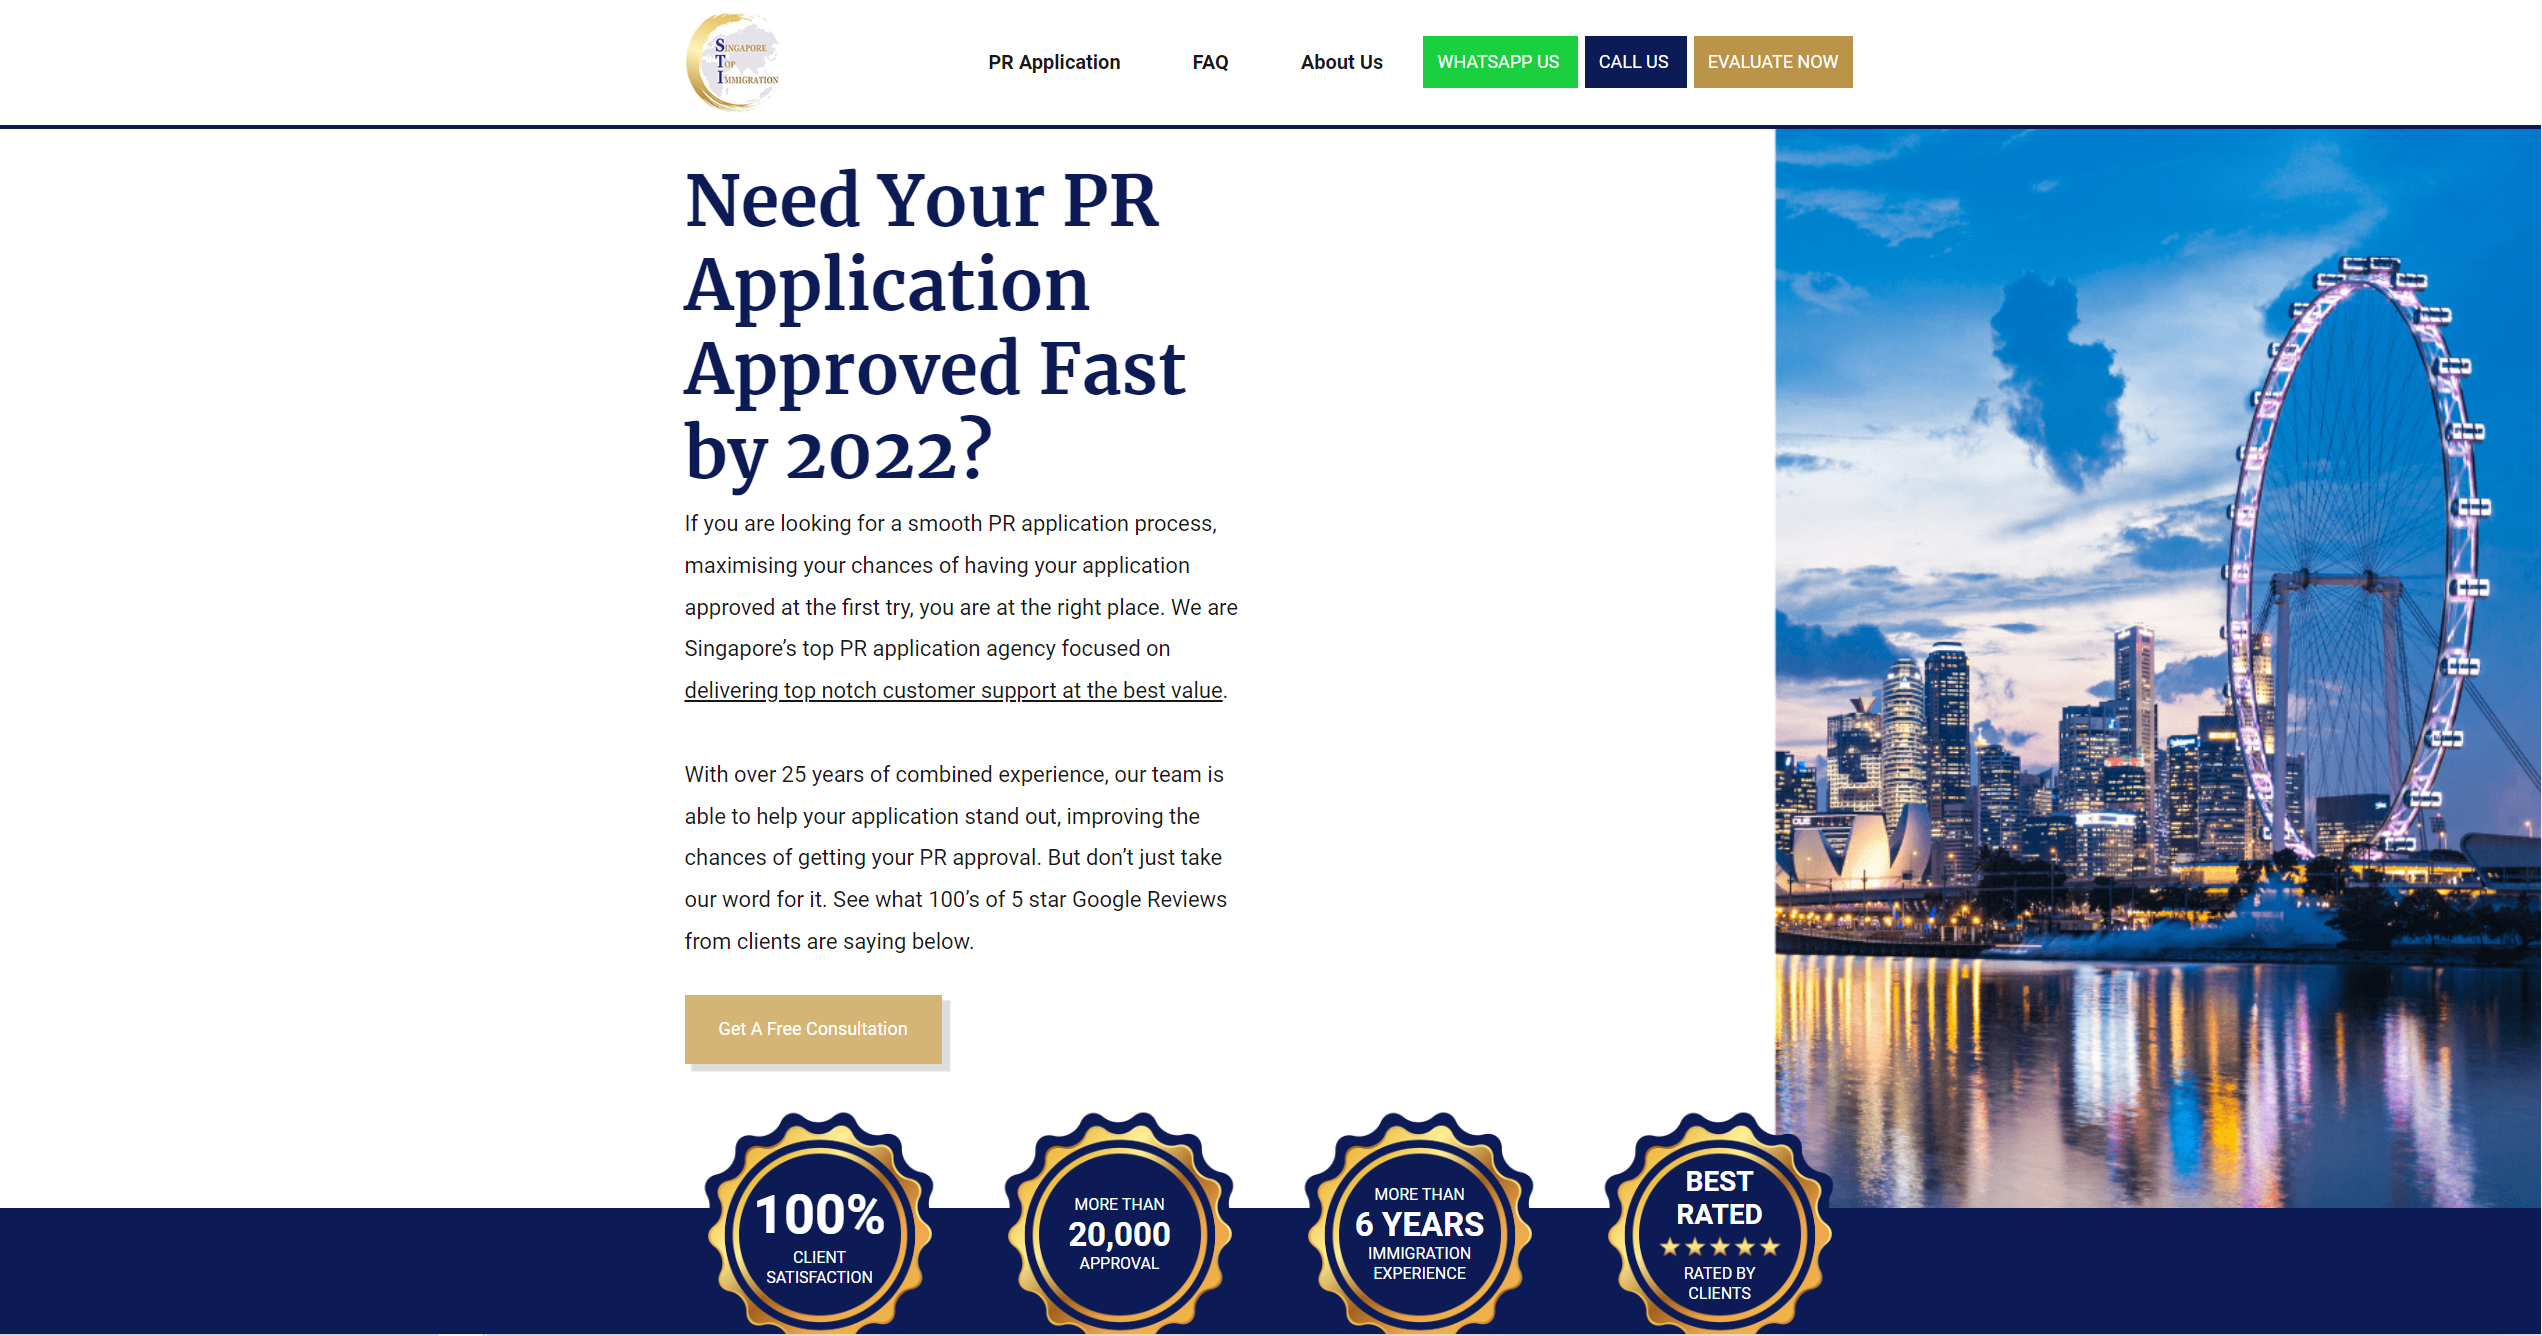 SINGAPORE
TOP
IMMIGRATION
PR Application
FAQ
About Us
WHATSAPP US
CALL US
EVALUATE NOW
Need Your PR
Application
Approved Fast
by 2022?
If you are looking for a smooth PR application process,
maximising your chances of having your application
approved at the first try, you are at the right place. We are
Singapore’s top PR application agency focused on
delivering top notch customer support at the best value.
With over 25 years of combined experience, our team is
able to help your application stand out, improving the
chances of getting your PR approval. But don’t just take
our word for it. See what 100’s of 5 star Google Reviews
from clients are saying below.
Get A Free Consultation
100%
CLIENT
SATISFACTION
MORE THAN
20,000
APPROVAL
MORE THAN
6 YEARS
IMMIGRATION
EXPERIENCE
BEST
RATED
RATED BY
CLIENTS